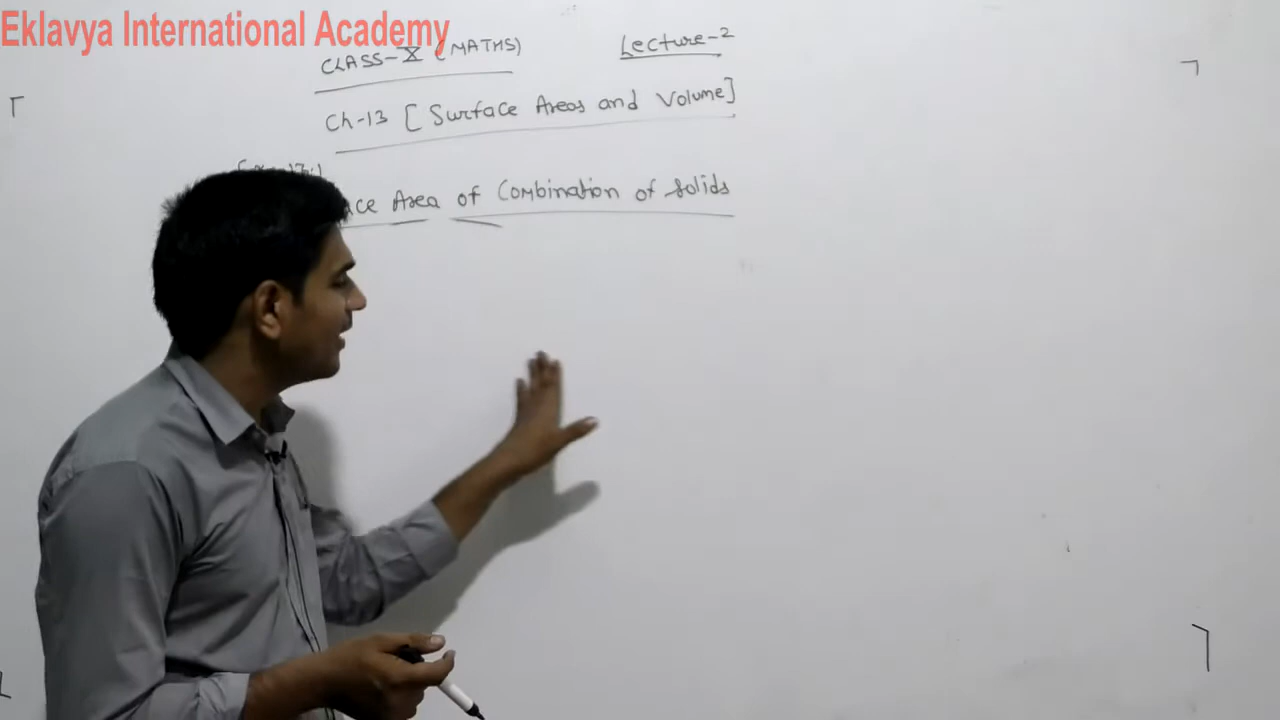 Eklavya International Academy
CLASS-X (MATHS) Lecture-2
Ch-13 [Surface Areas and Volume]
Area of Combination of Solids